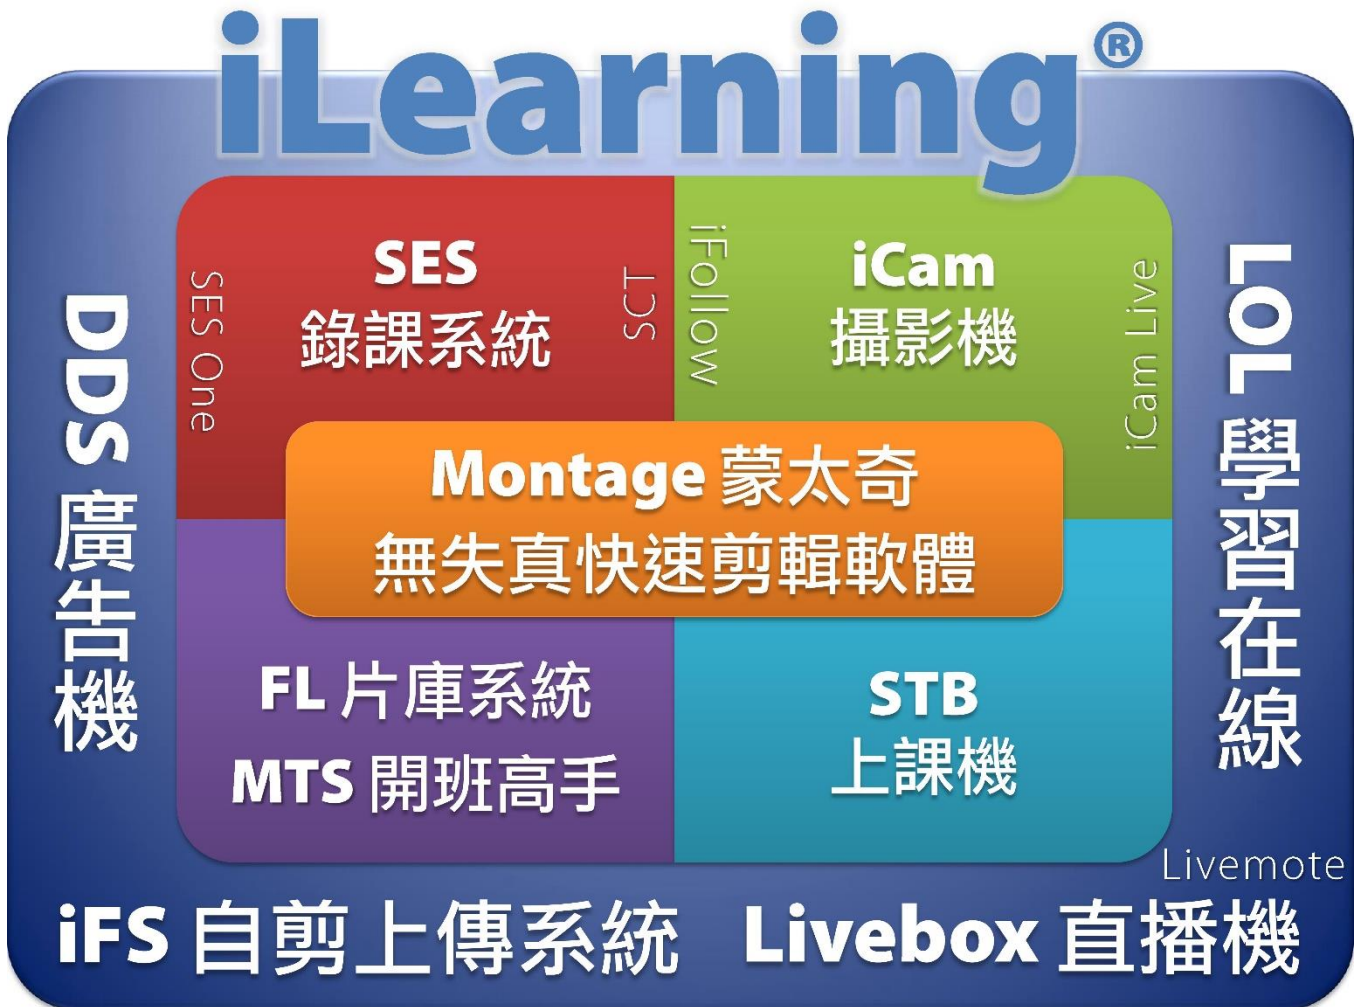 iLearning®
SES
錄課系統
SES One
LCS
iFollow
iCam
攝影機
iCam Live
DDS 廣告機
LOL 學習在線
Montage 蒙太奇
無失真快速剪輯軟體
FL 片庫系統
MTS 開班高手
STB
上課機
Livemote
iFS 自剪上傳系統
Livebox 直播機